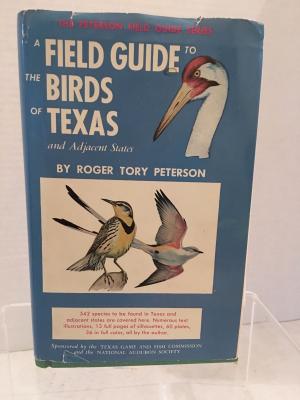 THE PETERSON FIELD GUIDE SERIES
A FIELD GUIDE TO
THE BIRDS
OF TEXAS
and Adjacent States
BY ROGER TORY PETERSON
542 species to be found in Texas and
adjacent states are covered here. Numerous text
illustrations, 13 full pages of silhouettes, 60 plates,
36 in full color, all by the author.
Sponsored by the TEXAS GAME AND FISH COMMISSION
and the NATIONAL AUDUBON SOCIETY